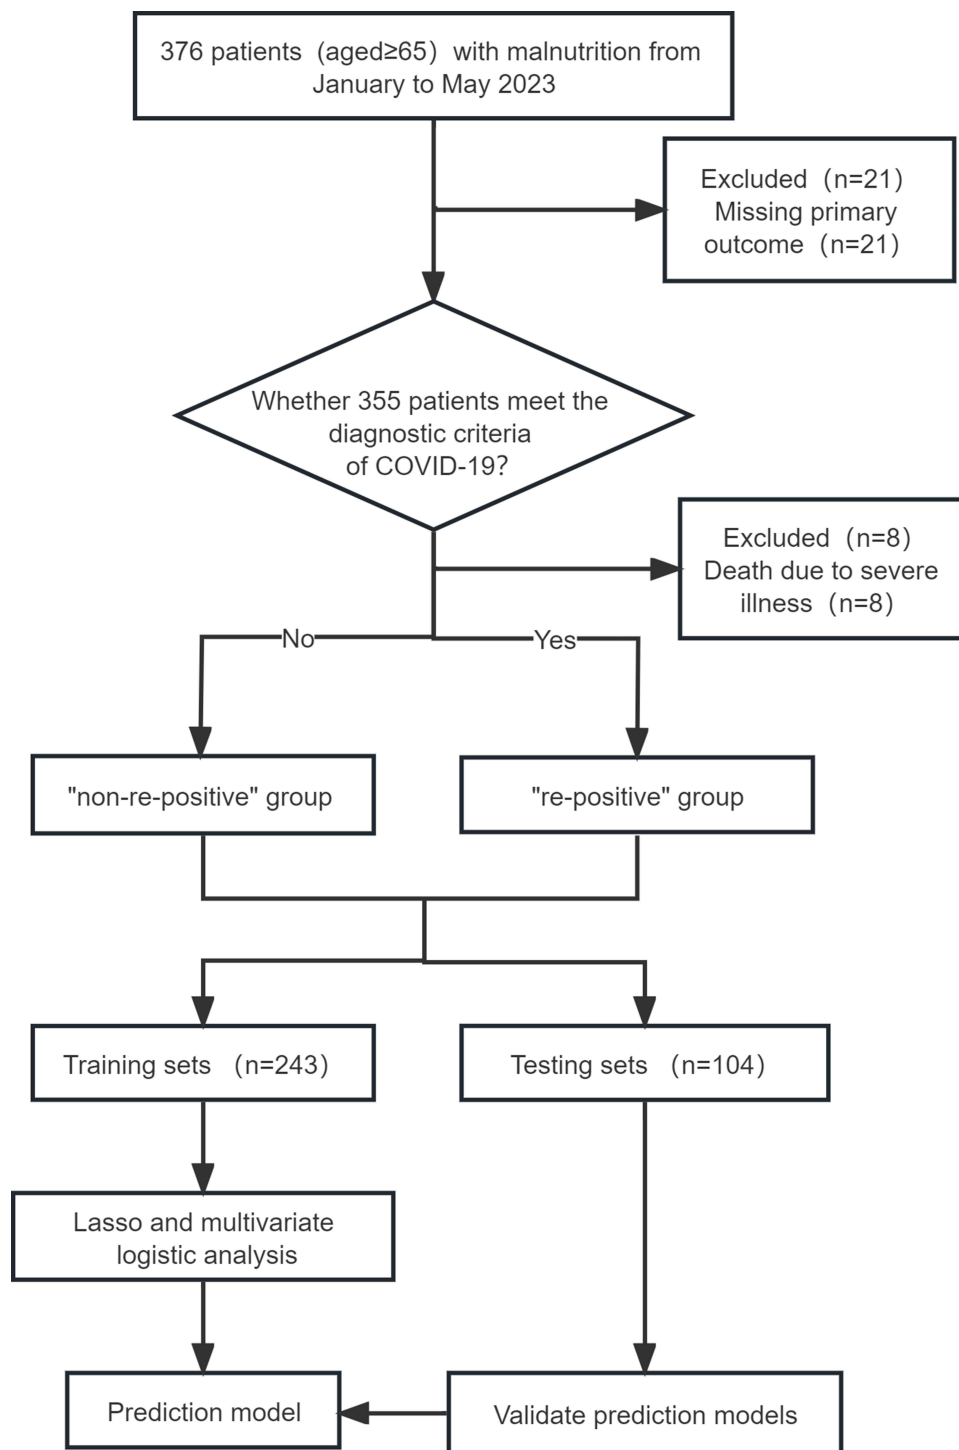 376 patients（aged≥65）with malnutrition from
January to May 2023
Excluded（n=21）
Missing primary
outcome（n=21）
Whether 355 patients meet the
diagnostic criteria
of COVID-19?
Excluded（n=8）
Death due to severe
illness（n=8）
No
Yes
"non-re-positive" group
"re-positive" group
Training sets （n=243）
Testing sets （n=104）
Lasso and multivariate
logistic analysis
Prediction model
Validate prediction models